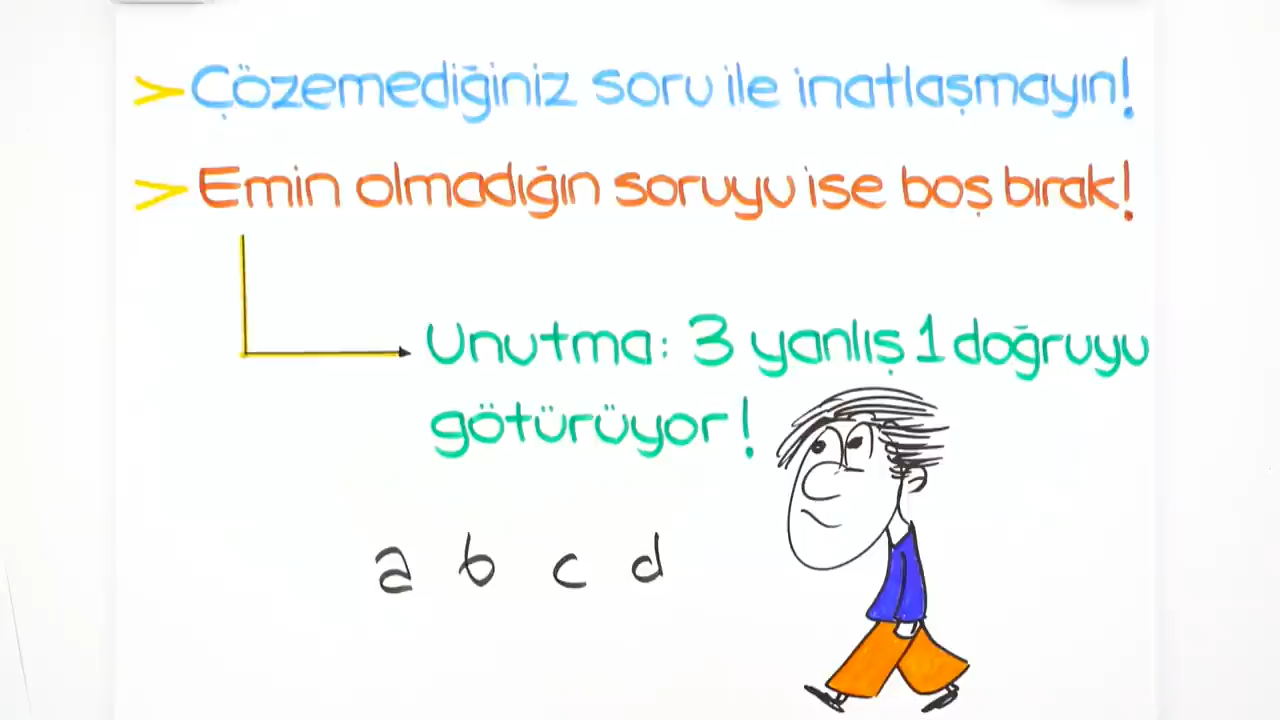 > Çözemediğiniz soru ile inatlaşmayın!
> Emin olmadığın soruyu ise boş bırak!
Unutma: 3 yanlış 1 doğruyu
götürüyor!
a b c d